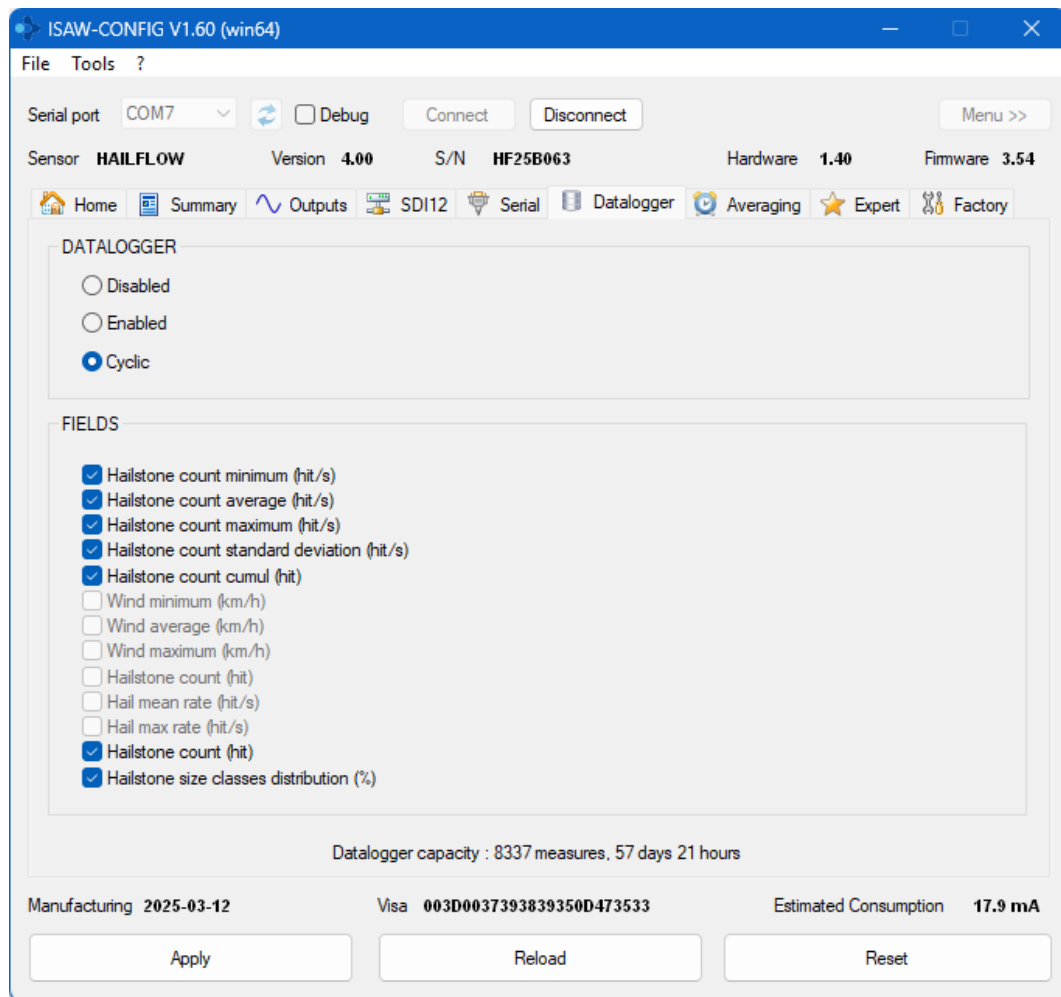 ISAW-CONFIG V1.60 (win64)
File Tools ?
Serial port COM7 Debug Connect Disconnect Menu >>
Sensor HAILFLOW Version 4.00 S/N HF25B063 Hardware 1.40 Firmware 3.54
Home Summary Outputs SDI12 Serial Datalogger Averaging Expert Factory
DATALOGGER
Disabled
Enabled
Cyclic
FIELDS
Hailstone count minimum (hit/s)
Hailstone count average (hit/s)
Hailstone count maximum (hit/s)
Hailstone count standard deviation (hit/s)
Hailstone count cumul (hit)
Wind minimum (km/h)
Wind average (km/h)
Wind maximum (km/h)
Hailstone count (hit)
Hail mean rate (hit/s)
Hail max rate (hit/s)
Hailstone count (hit)
Hailstone size classes distribution (%)
Datalogger capacity : 8337 measures, 57 days 21 hours
Manufacturing 2025-03-12 Visa 003D0037393839350D473533 Estimated Consumption 17.9 mA
Apply Reload Reset